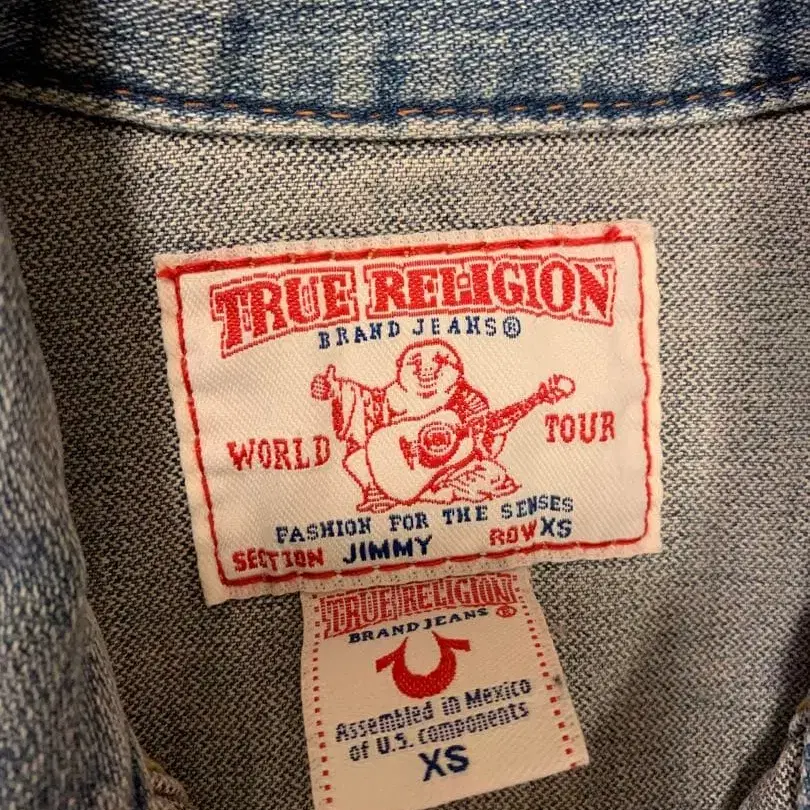 TRUE RELIGION
BRAND JEANS®
WORLD TOUR
FASHION FOR THE SENSES
SECTION JIMMY ROW XS
TRUE RELIGION
BRAND JEANS ®
Assembled in Mexico
of U.S. components
XS